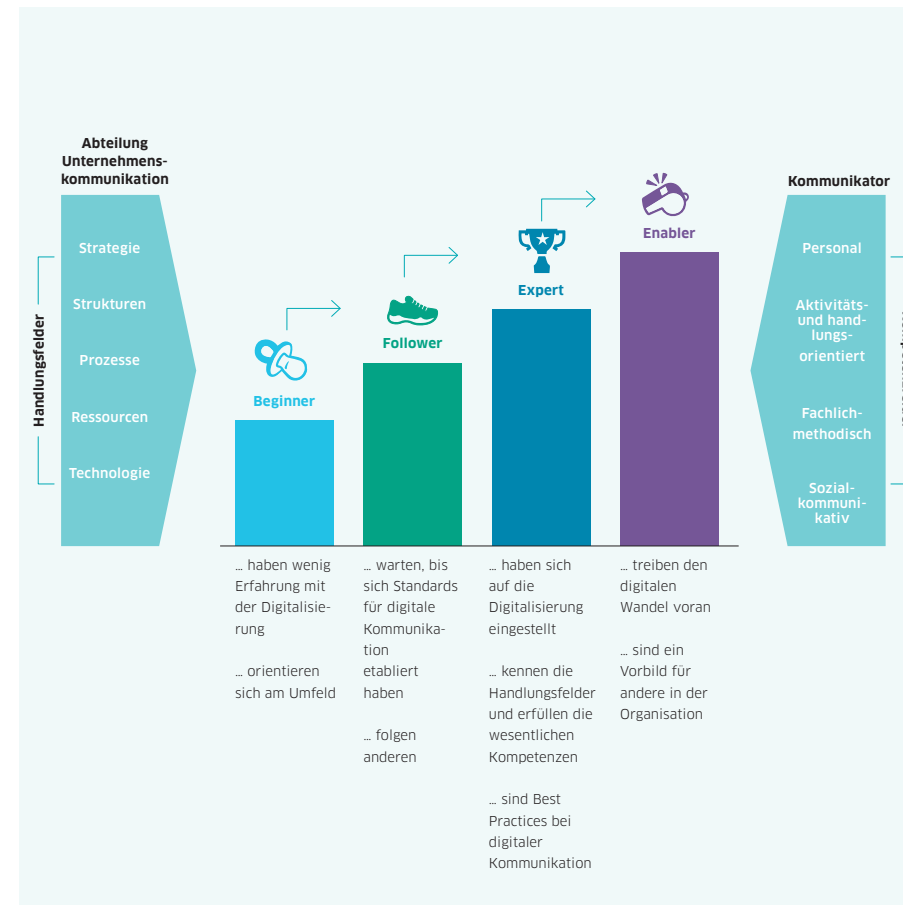 Abteilung
Unternehmens-
kommunikation
Handlungsfelder
Strategie
Strukturen
Prozesse
Ressourcen
Technologie
Beginner
Follower
Expert
Enabler
… haben wenig
Erfahrung mit
der Digitalisie-
rung
… orientieren
sich am Umfeld
… warten, bis
sich Standards
für digitale
Kommunika-
tion
etabliert
haben
… folgen
anderen
… haben sich
auf die
Digitalisierung
eingestellt
… kennen die
Handlungsfelder
und erfüllen die
wesentlichen
Kompetenzen
… sind Best
Practices bei
digitaler
Kommunikation
… treiben den
digitalen
Wandel voran
… sind ein
Vorbild für
andere in der
Organisation
Kommunikator
Personal
Aktivitäts-
und hand-
lungs-
orientiert
Fachlich-
methodisch
Sozial-
kommuni-
kativ